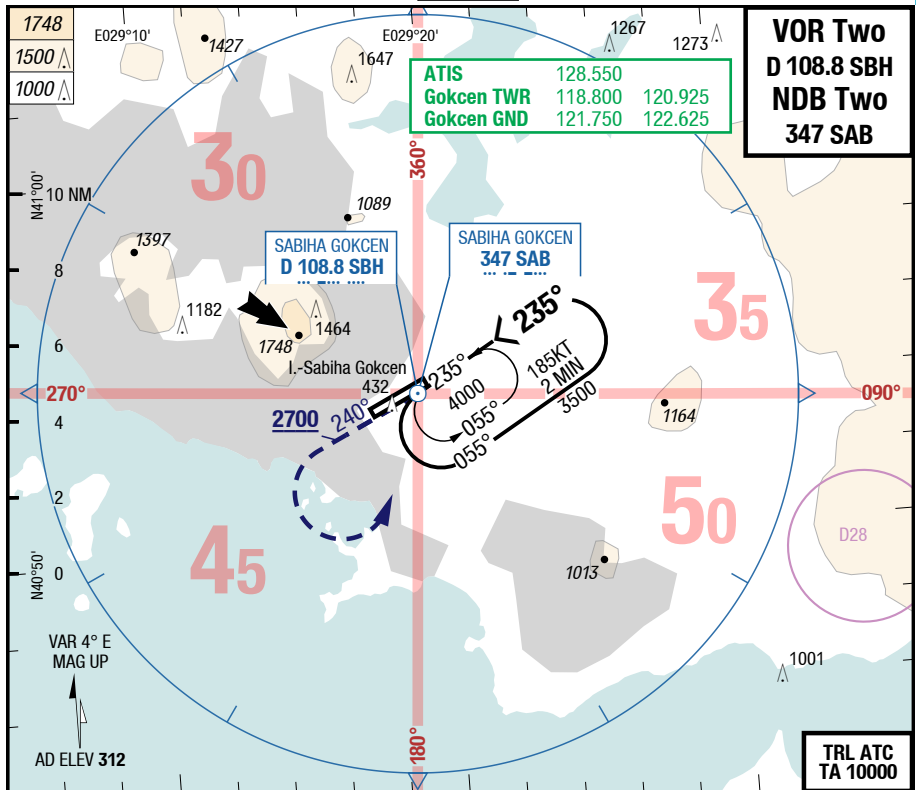 1748
1500
1000
E029°10'
1427
1647
E029°20'
1267
1273
VOR Two
D 108.8 SBH
NDB Two
347 SAB
ATIS 128.550
Gokcen TWR 118.800 120.925
Gokcen GND 121.750 122.625
30
360°
N41°00'
10 NM
1089
1397
8
SABIHA GOKCEN
D 108.8 SBH
SABIHA GOKCEN
347 SAB
35
1182
1464
1748
6
235°
I.-Sabiha Gokcen
432
235°
185KT
2 MIN
3500
4000
055°
055°
270°
090°
2700
240°
4
1164
2
45
50
D28
N40°50'
0
1013
VAR 4° E
MAG UP
1001
AD ELEV 312
180°
TRL ATC
TA 10000